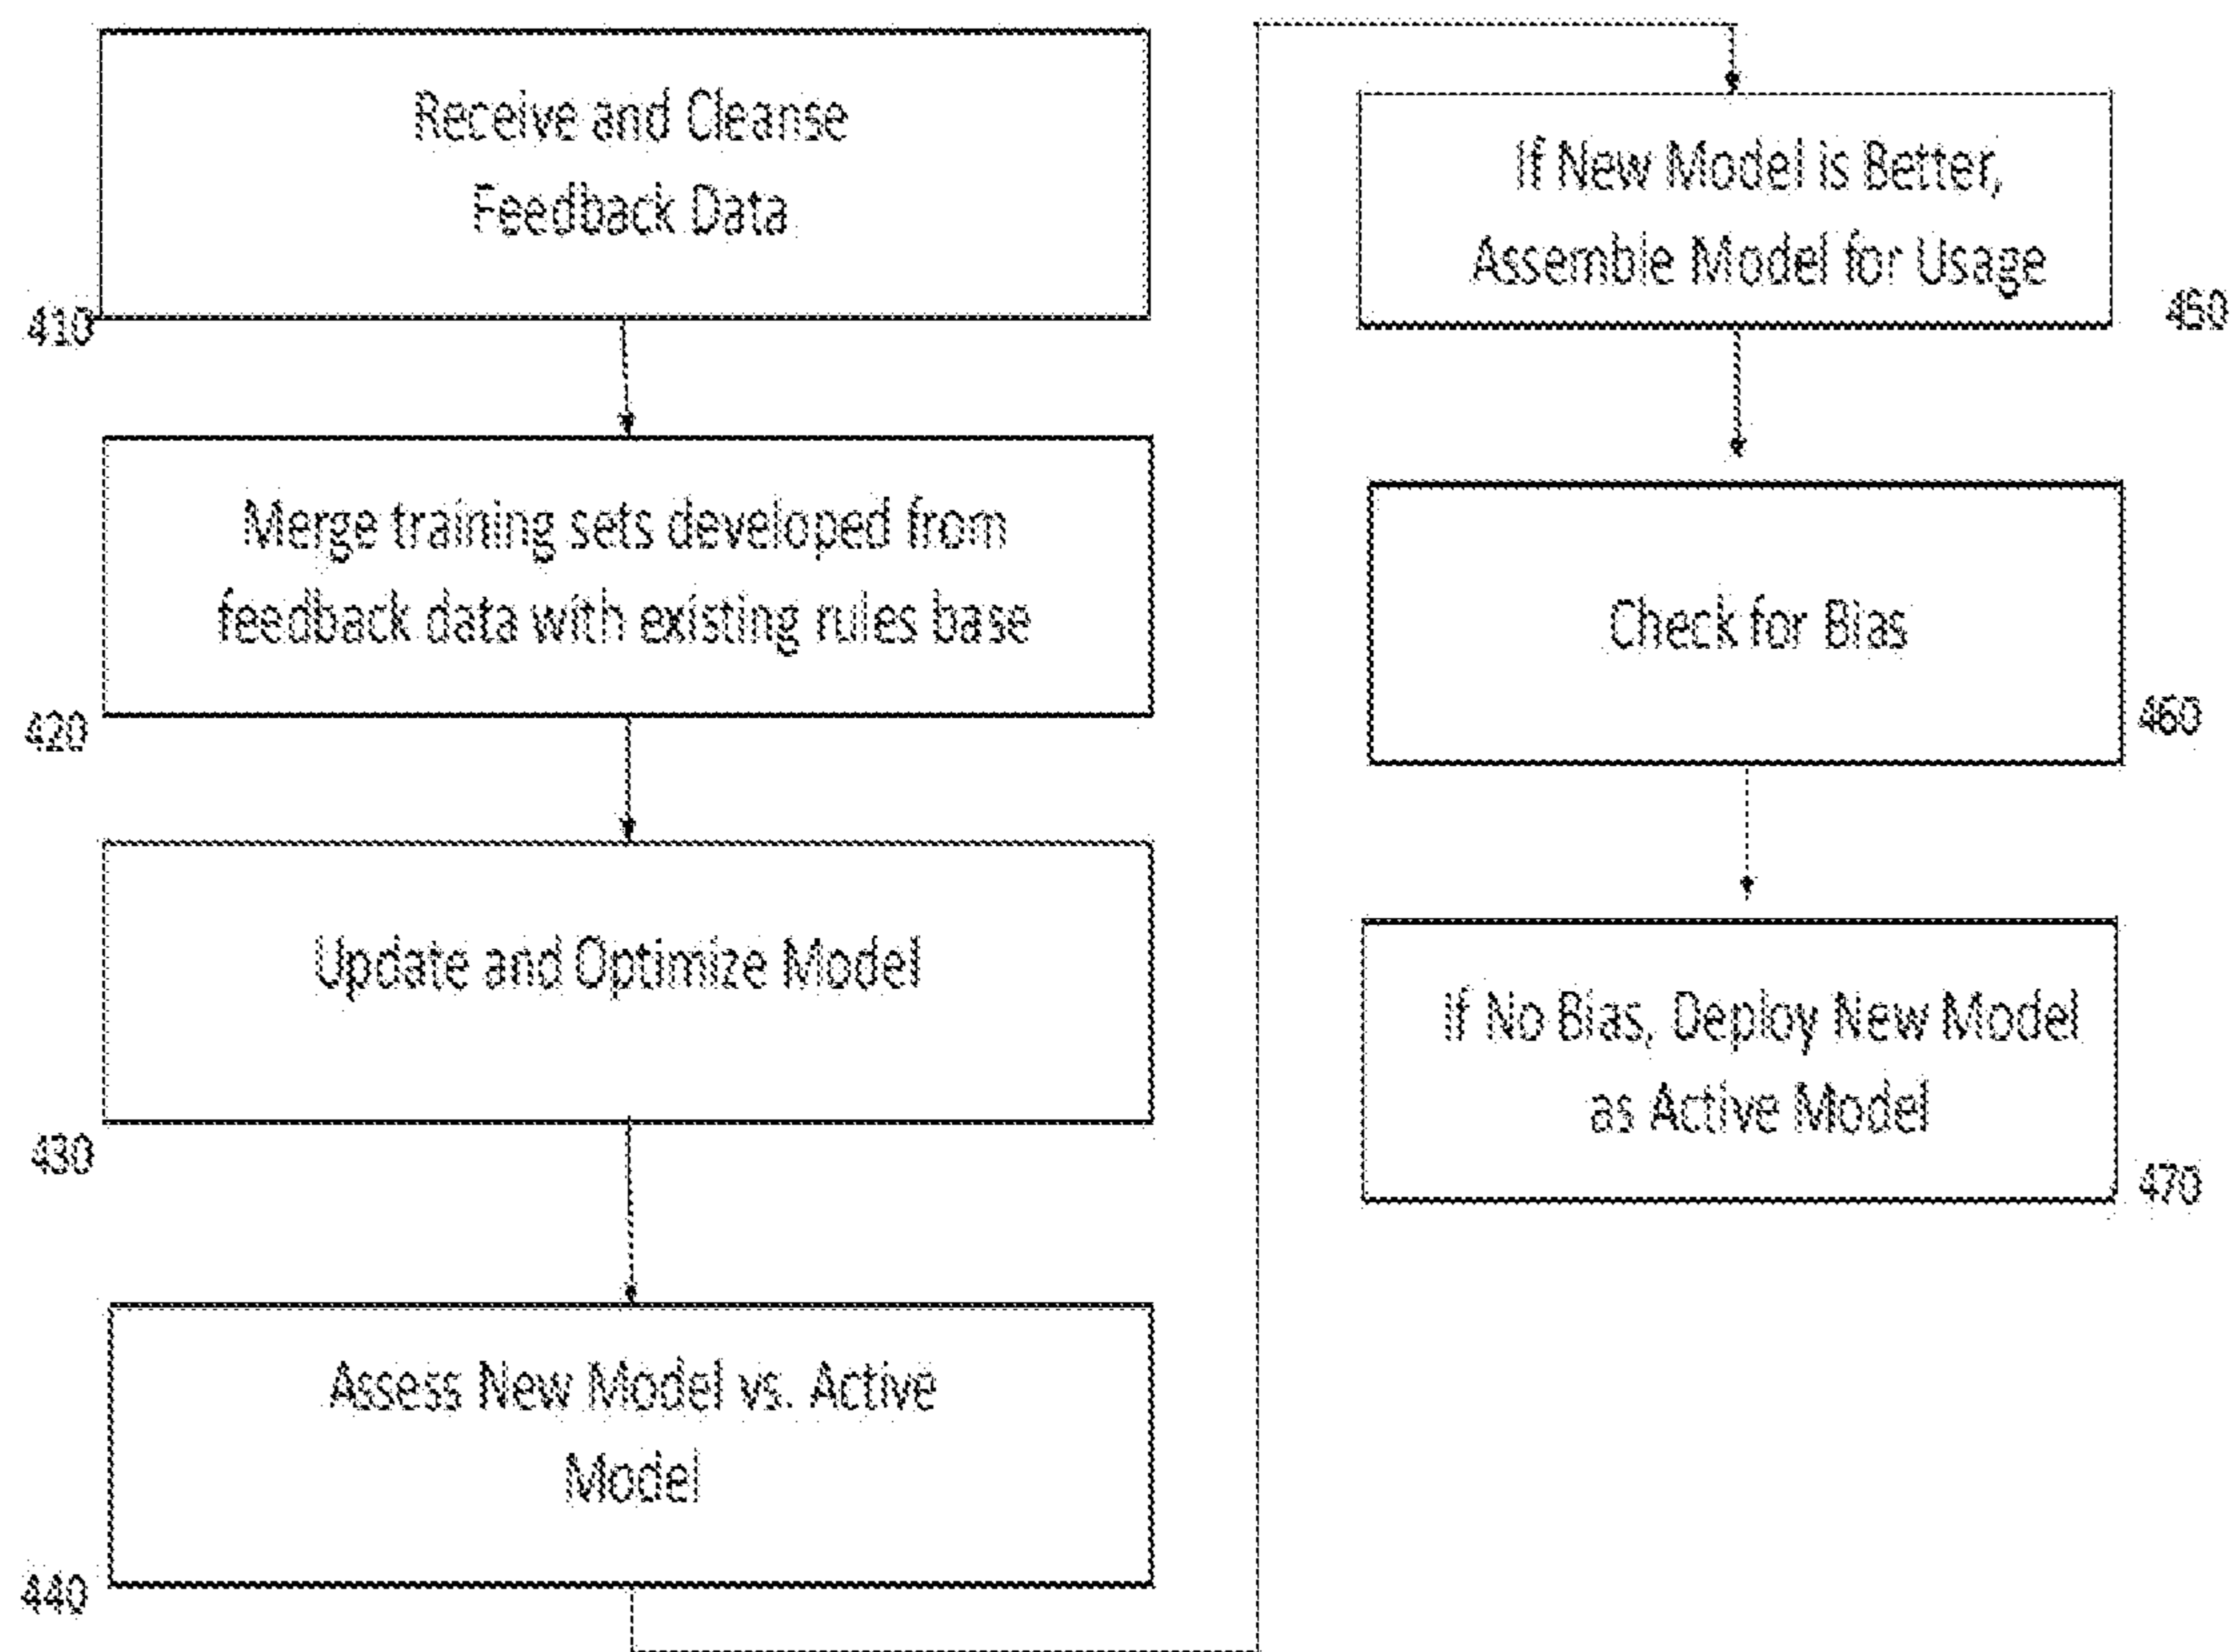 Receive and Cleanse
Feedback Data
410
Merge training sets developed from
feedback data with existing rules base
420
Update and Optimize Model
430
Assess New Model vs. Active
Model
440
If New Model is Better,
Assemble Model for Usage
450
Check for Bias
460
If No Bias, Deploy New Model
as Active Model
470